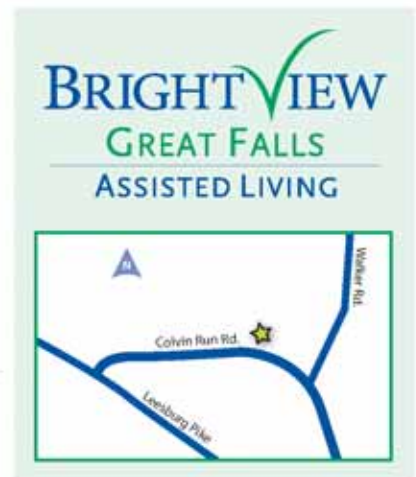 BRIGHTVIEW
GREAT FALLS
ASSISTED LIVING
N
Walker Rd.
Colvin Run Rd.
Leesburg Pike